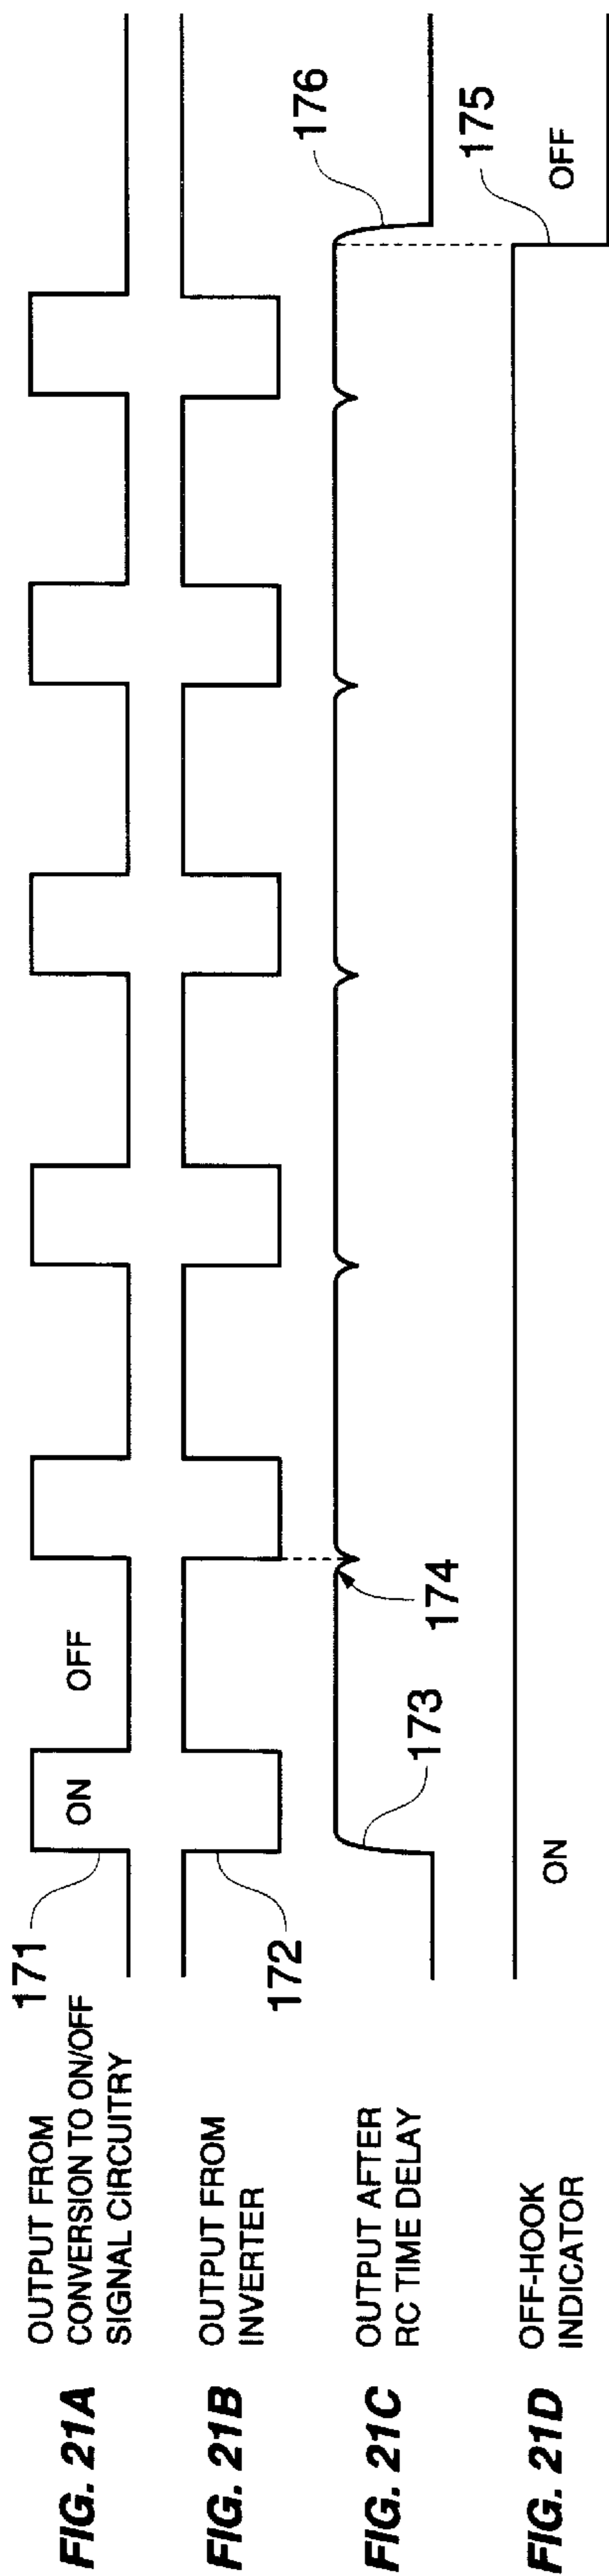 FIG. 21A
OUTPUT FROM
CONVERSION TO ON/OFF
SIGNAL CIRCUITRY
171
ON
OFF
FIG. 21B
OUTPUT FROM
INVERTER
172
FIG. 21C
OUTPUT AFTER
RC TIME DELAY
173
174
176
FIG. 21D
OFF-HOOK
INDICATOR
ON
175
OFF